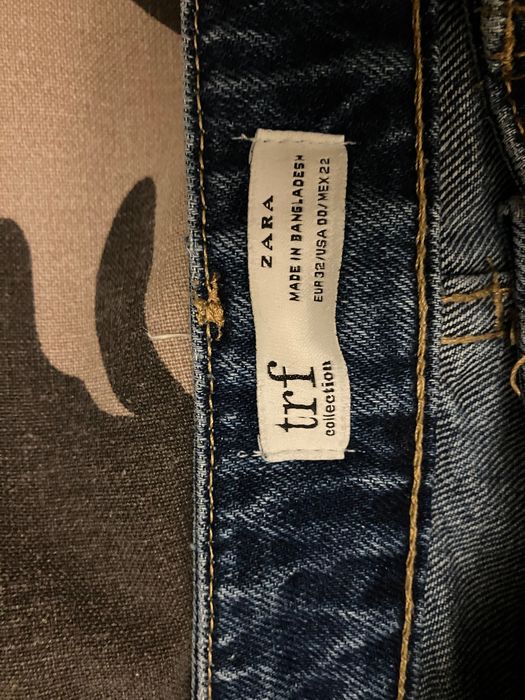 ZARA
MADE IN BANGLADESH
EUR 32/USA 00/MEX 22
trf
collection